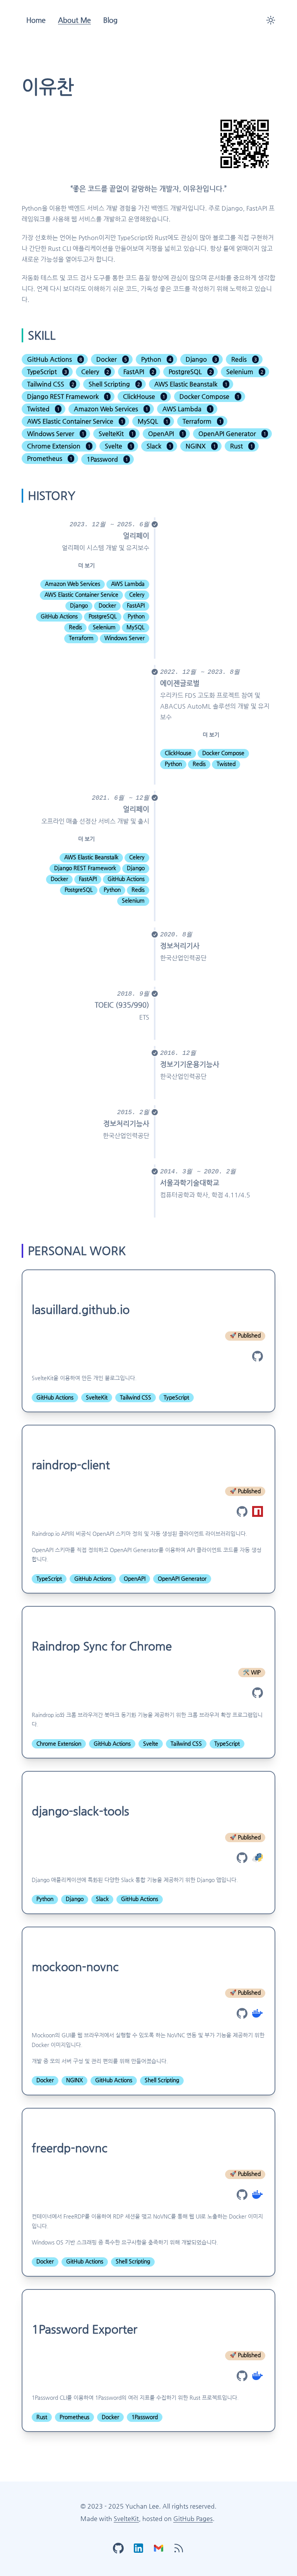 Home About Me Blog
이유찬
"좋은 코드를 끝없이 갈망하는 개발자, 이유찬입니다."
Python을 이용한 백엔드 서비스 개발 경험을 가진 백엔드 개발자입니다. 주로 Django, FastAPI 프
레임워크를 사용해 웹 서비스를 개발하고 운영해왔습니다.
가장 선호하는 언어는 Python이지만 TypeScript와 Rust에도 관심이 많아 블로그를 직접 구현하거
나 간단한 Rust CLI 애플리케이션을 만들어보며 지평을 넓히고 있습니다. 항상 틀에 얽매이지 않고
새로운 가능성을 열어두고자 합니다.
자동화 테스트 및 코드 검사 도구를 통한 코드 품질 향상에 관심이 많으며 문서화를 중요하게 생각합
니다. 어제 다시 보더라도 이해하기 쉬운 코드, 가독성 좋은 코드를 작성하기 위해 노력하고 있습니
다.
SKILL
GitHub Actions 9 Docker 5 Python 4 Django 3 Redis 3
TypeScript 3 Celery 2 FastAPI 2 PostgreSQL 2 Selenium 2
Tailwind CSS 2 Shell Scripting 2 AWS Elastic Beanstalk 1
Django REST Framework 1 ClickHouse 1 Docker Compose 1
Twisted 1 Amazon Web Services 1 AWS Lambda 1
AWS Elastic Container Service 1 MySQL 1 Terraform 1
Windows Server 1 SvelteKit 1 OpenAPI 1 OpenAPI Generator 1
Chrome Extension 1 Svelte 1 Slack 1 NGINX 1 Rust 1
Prometheus 1 1Password 1
HISTORY
2023. 12월 ~ 2025. 6월
얼리페이
얼리페이 시스템 개발 및 유지보수
더 보기
Amazon Web Services AWS Lambda
AWS Elastic Container Service Celery
Django Docker FastAPI
GitHub Actions PostgreSQL Python
Redis Selenium MySQL
Terraform Windows Server
2022. 12월 ~ 2023. 8월
에이젠글로벌
우리카드 FDS 고도화 프로젝트 참여 및
ABACUS AutoML 솔루션의 개발 및 유지
보수
더 보기
ClickHouse Docker Compose
Python Redis Twisted
2021. 6월 ~ 12월
얼리페이
오프라인 매출 선정산 서비스 개발 및 출시
더 보기
AWS Elastic Beanstalk Celery
Django REST Framework Django
Docker FastAPI GitHub Actions
PostgreSQL Python Redis
Selenium
2020. 8월
정보처리기사
한국산업인력공단
2018. 9월
TOEIC (935/990)
ETS
2016. 12월
정보기기운용기능사
한국산업인력공단
2015. 2월
정보처리기능사
한국산업인력공단
2014. 3월 ~ 2020. 2월
서울과학기술대학교
컴퓨터공학과 학사, 학점 4.11/4.5
PERSONAL WORK
lasuillard.github.io
🚀 Published
SvelteKit을 이용하여 만든 개인 블로그입니다.
GitHub Actions SvelteKit Tailwind CSS TypeScript
raindrop-client
🚀 Published
Raindrop.io API의 비공식 OpenAPI 스키마 정의 및 자동 생성된 클라이언트 라이브러리입니다.
OpenAPI 스키마를 직접 정의하고 OpenAPI Generator를 이용하여 API 클라이언트 코드를 자동 생성
합니다.
TypeScript GitHub Actions OpenAPI OpenAPI Generator
Raindrop Sync for Chrome
🛠 WIP
Raindrop.io와 크롬 브라우저간 북마크 동기화 기능을 제공하기 위한 크롬 브라우저 확장 프로그램입니
다.
Chrome Extension GitHub Actions Svelte Tailwind CSS TypeScript
django-slack-tools
🚀 Published
Django 애플리케이션에 특화된 다양한 Slack 통합 기능을 제공하기 위한 Django 앱입니다.
Python Django Slack GitHub Actions
mockoon-novnc
🚀 Published
Mockoon의 GUI를 웹 브라우저에서 실행할 수 있도록 하는 NoVNC 연동 및 부가 기능을 제공하기 위한
Docker 이미지입니다.
개발 중 모의 서버 구성 및 관리 편의를 위해 만들어졌습니다.
Docker NGINX GitHub Actions Shell Scripting
freerdp-novnc
🚀 Published
컨테이너에서 FreeRDP를 이용하여 RDP 세션을 맺고 NoVNC를 통해 웹 UI로 노출하는 Docker 이미지
입니다.
Windows OS 기반 스크래핑 중 특수한 요구사항을 충족하기 위해 개발되었습니다.
Docker GitHub Actions Shell Scripting
1Password Exporter
🚀 Published
1Password CLI를 이용하여 1Password의 여러 지표를 수집하기 위한 Rust 프로젝트입니다.
Rust Prometheus Docker 1Password
© 2023 - 2025 Yuchan Lee. All rights reserved.
Made with SvelteKit, hosted on GitHub Pages.